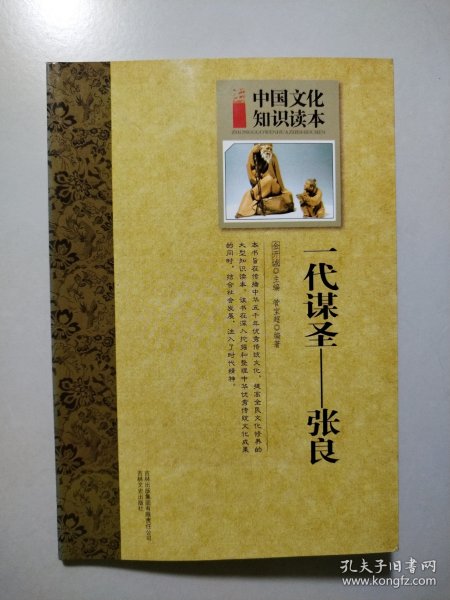 中国文化
知识读本
ZHONGGUOWENHUAZHISHIDUBEN
一代谋圣——张良
金开诚◎主编 管宝超◎编著
本书旨在传播中华五千年优秀传统文化，提高全民文化修养的
大型知识读本。该书在深入挖掘和整理中华优秀传统文化成果
的同时，结合社会发展，注入了时代精神。
吉林出版集团有限责任公司
吉林文史出版社
孔夫子旧书网
www.kongfz.com